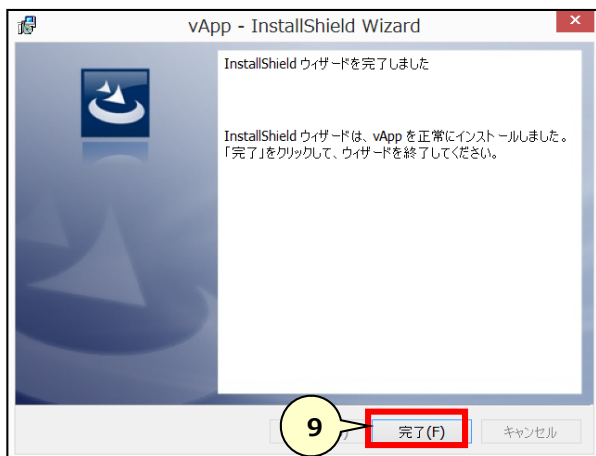 vApp - InstallShield Wizard
InstallShield ウィザードを完了しました
InstallShield ウィザードは、vApp を正常にインストールしました。
「完了」をクリックして、ウィザードを終了してください。
9 完了(F) キャンセル